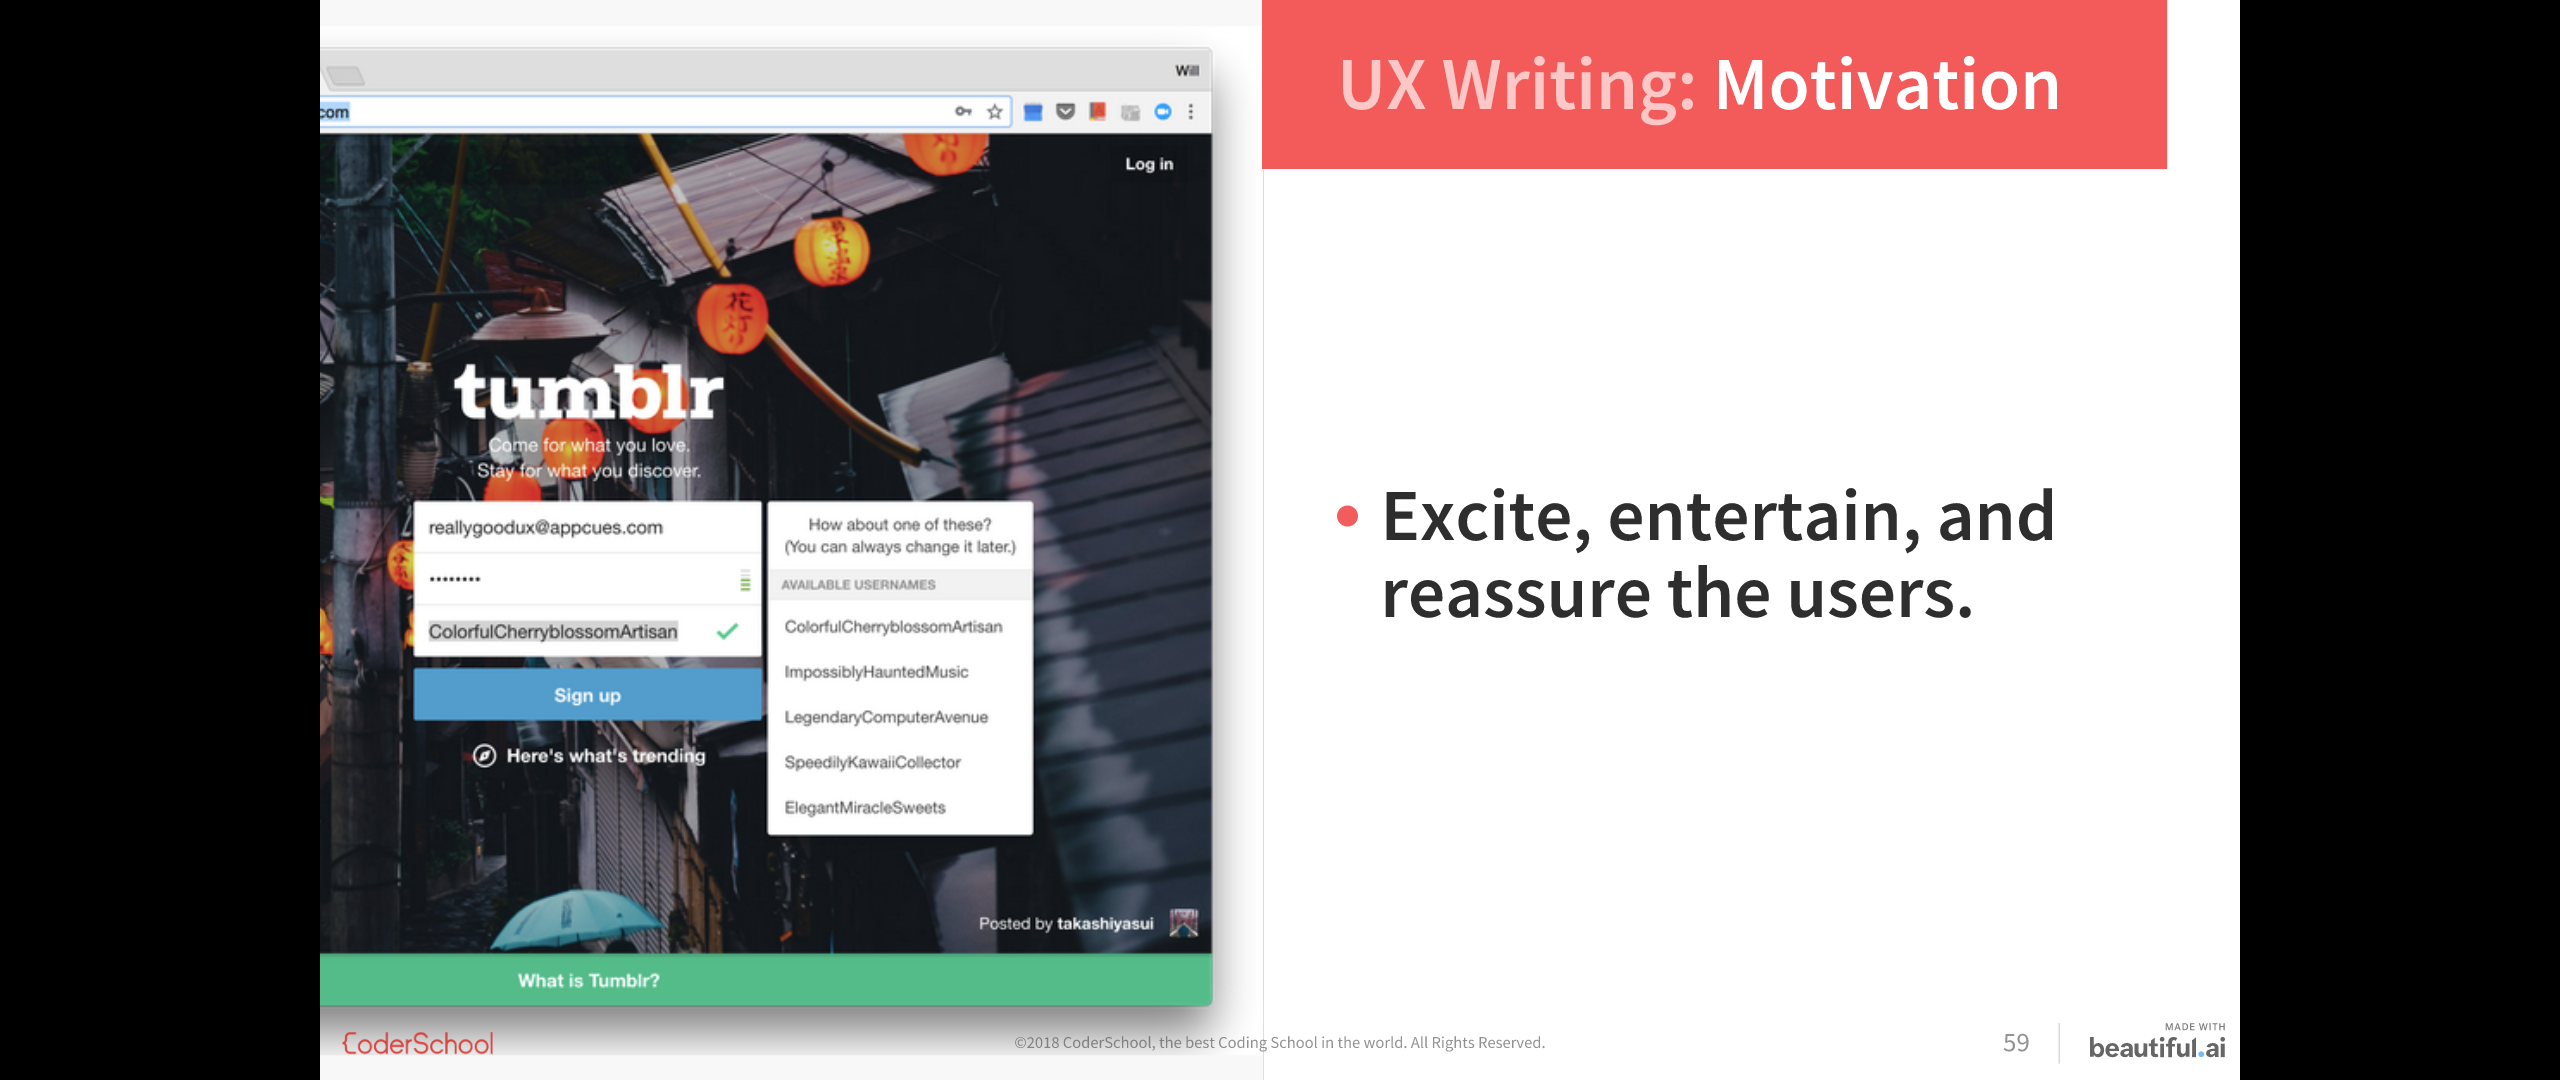 Will
com
Log in
花灯り
tumblr
Come for what you love.
Stay for what you discover.
reallygoodux@appcues.com
••••••••
ColorfulCherryblossomArtisan
Sign up
Here's what's trending
How about one of these?
(You can always change it later.)
AVAILABLE USERNAMES
ColorfulCherryblossomArtisan
ImpossiblyHauntedMusic
LegendaryComputerAvenue
SpeedilyKawaiiCollector
ElegantMiracleSweets
Posted by takashiyasui
What is Tumblr?
UX Writing: Motivation
• Excite, entertain, and
reassure the users.
CoderSchool
©2018 CoderSchool, the best Coding School in the world. All Rights Reserved.
59
MADE WITH
beautiful.ai